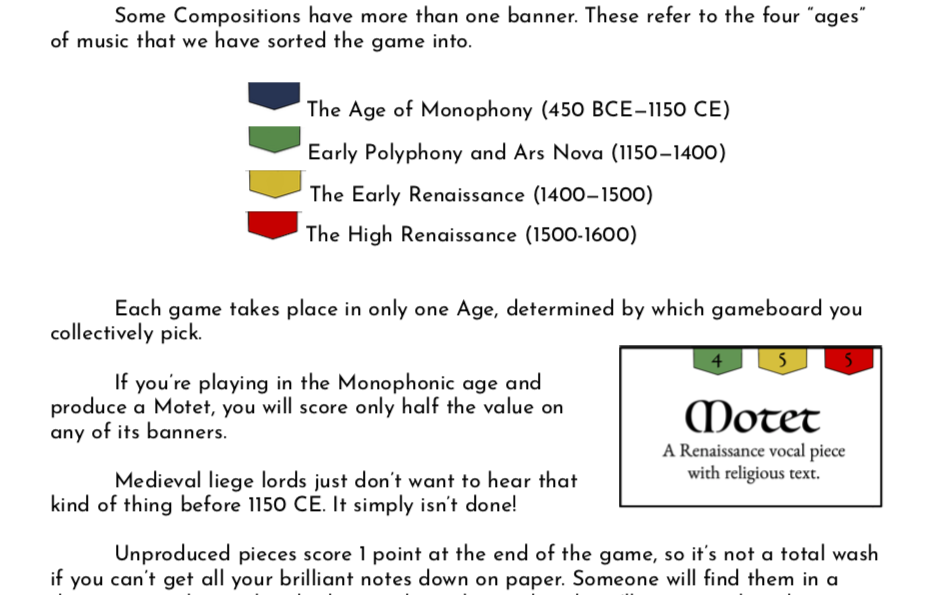 Some Compositions have more than one banner. These refer to the four "ages"
of music that we have sorted the game into.
The Age of Monophony (450 BCE–1150 CE)
Early Polyphony and Ars Nova (1150–1400)
The Early Renaissance (1400–1500)
The High Renaissance (1500-1600)
Each game takes place in only one Age, determined by which gameboard you
collectively pick.
If you're playing in the Monophonic age and
produce a Motet, you will score only half the value on
any of its banners.
Medieval liege lords just don't want to hear that
kind of thing before 1150 CE. It simply isn't done!
4 5 5
Motet
A Renaissance vocal piece
with religious text.
Unproduced pieces score 1 point at the end of the game, so it's not a total wash
if you can't get all your brilliant notes down on paper. Someone will find them in a